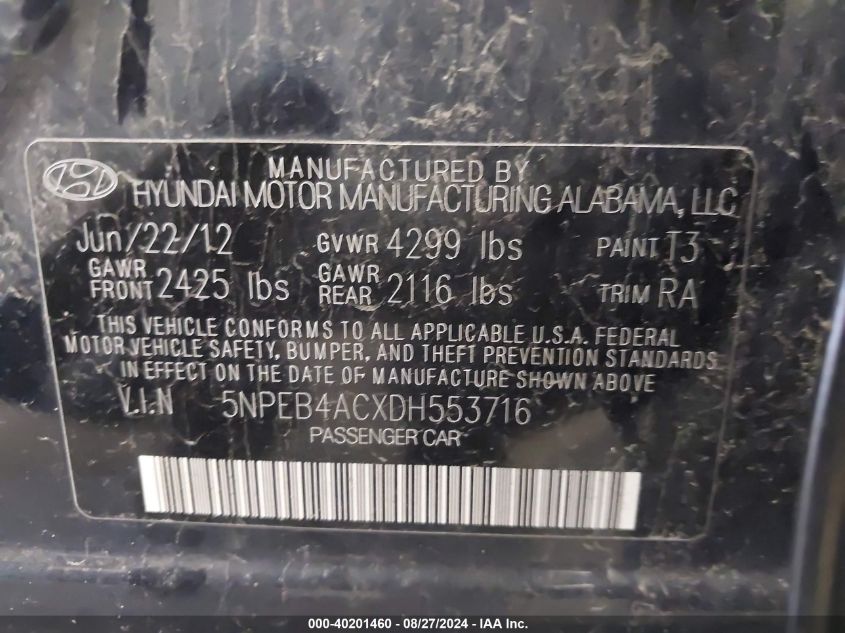 MANUFACTURED BY
HYUNDAI MOTOR MANUFACTURING ALABAMA, LLC
Jun/22/12 GVWR 4299 lbs PAINT T3
GAWR FRONT 2425 lbs GAWR REAR 2116 lbs TRIM RA
THIS VEHICLE CONFORMS TO ALL APPLICABLE U.S.A. FEDERAL
MOTOR VEHICLE SAFETY, BUMPER, AND THEFT PREVENTION STANDARDS
IN EFFECT ON THE DATE OF MANUFACTURE SHOWN ABOVE
V.I.N 5NPEB4ACXDH553716
PASSENGER CAR
000-40201460 - 08/27/2024 - IAA Inc.